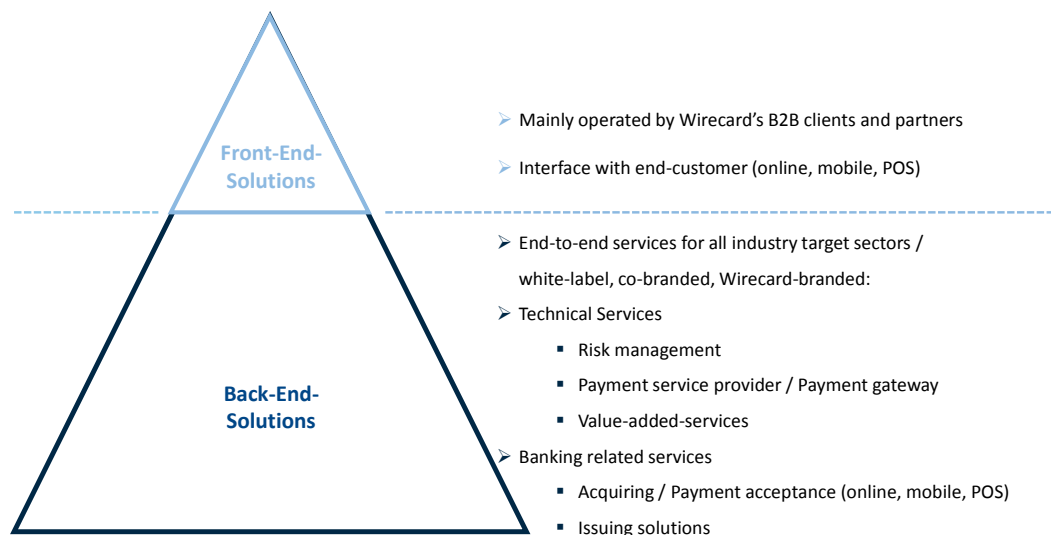 Front-End-
Solutions
➢ Mainly operated by Wirecard’s B2B clients and partners
➢ Interface with end-customer (online, mobile, POS)
Back-End-
Solutions
➢ End-to-end services for all industry target sectors /
white-label, co-branded, Wirecard-branded:
➢ Technical Services
▪ Risk management
▪ Payment service provider / Payment gateway
▪ Value-added-services
➢ Banking related services
▪ Acquiring / Payment acceptance (online, mobile, POS)
▪ Issuing solutions